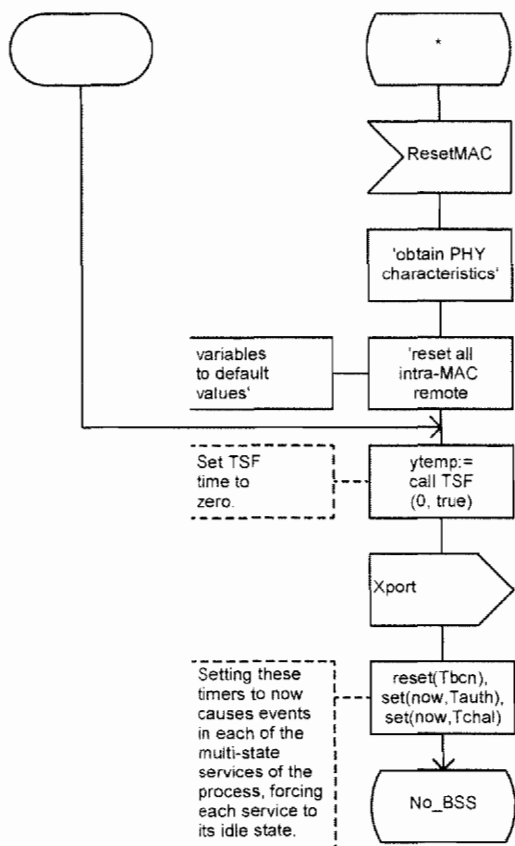 *
ResetMAC
'obtain PHY
characteristics'
variables
to default
values'
'reset all
intra-MAC
remote
Set TSF
time to
zero.
ytemp:=
call TSF
(0, true)
Xport
Setting these
timers to now
causes events
in each of the
multi-state
services of the
process, forcing
each service to
its idle state.
reset(Tbcn),
set(now,Tauth),
set(now,Tchal)
No_BSS